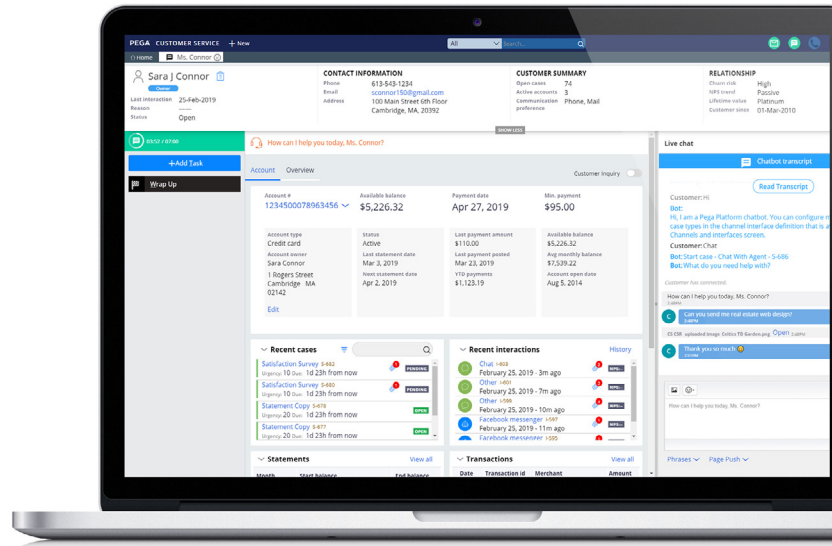 PEGA CUSTOMER SERVICE + New All Search...
Home Ms. Connor
Sara J Connor
Owner
Last interaction 25-Feb-2019
Reason -----
Status Open
CONTACT INFORMATION
Phone 613-543-1234
Email sconnor150@gmail.com
Address 100 Main Street 6th Floor
Cambridge, MA, 20392
CUSTOMER SUMMARY
Open cases 74
Active accounts 3
Communication preference Phone, Mail
RELATIONSHIP
Churn risk High
NPS trend Passive
Lifetime value Platinum
Customer since 01-Mar-2010
SHOW LESS
+Add Task
Wrap Up
How can I help you today, Ms. Connor?
Account Overview
Customer Inquiry
Account # Available balance Payment date Min. payment
1234500078963456 $5,226.32 Apr 27, 2019 $95.00
Account type
Credit card
Account owner
Sara Connor
1 Rogers Street
Cambridge MA
02142
Edit
Status
Active
Last statement date
Mar 3, 2019
Next statement date
Apr 2, 2019
Last payment amount
$110.00
Last payment posted
Mar 23, 2019
YTD payments
$1,123.19
Available balance
$5,226.32
Avg monthly balance
$7,539.22
Account open date
Aug 5, 2014
Recent cases
Satisfaction Survey S-682
Urgency: 10 Due: 1d 23h from now PENDING
Satisfaction Survey S-680
Urgency: 10 Due: 1d 23h from now PENDING
Statement Copy S-678
Urgency: 20 Due: 1d 23h from now OPEN
Statement Copy S-677
Urgency: 20 Due: 1d 23h from now OPEN
Recent interactions History
Chat I-603
February 25, 2019 - 3m ago
Other I-601
February 25, 2019 - 7m ago
Other I-599
February 25, 2019 - 10m ago
Facebook messenger I-597
February 25, 2019 - 11m ago
Facebook messenger I-595
Statements View all
Month Start balance End balance
Transactions View all
Date Transaction id Merchant Amount
Live chat
Chatbot transcript
Read Transcript
Customer: Hi
Bot:
Hi, I am a Pega Platform chatbot. You can configure
case types in the channel interface definition that is
Channels and interfaces screen.
Customer: Chat
Bot: Start case - Chat With Agent - S-686
Bot: What do you need help with?
Customer has connected.
How can I help you today, Ms. Connor?
C Can you send me real estate web design?
CS CSR uploaded image Celtics TD Garden.png Open
C Thank you so much
How can I help you today, Ms. Connor?
Phrases Page Push